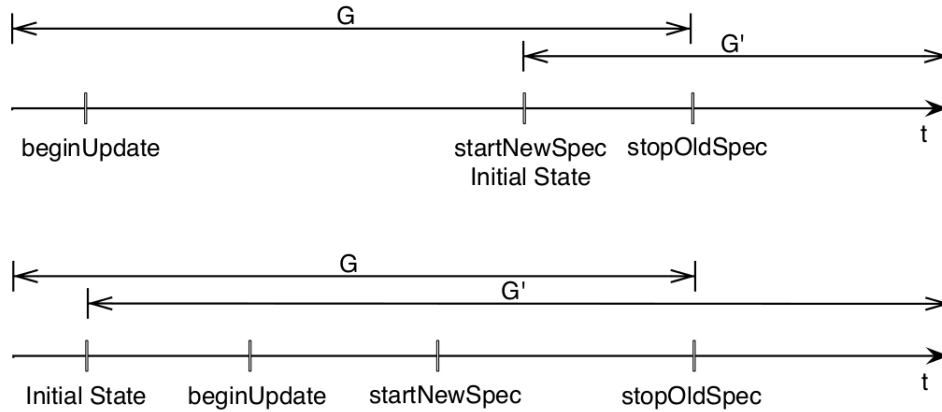 G
G'
t
beginUpdate startNewSpec stopOldSpec
Initial State
G
G'
t
Initial State beginUpdate startNewSpec stopOldSpec